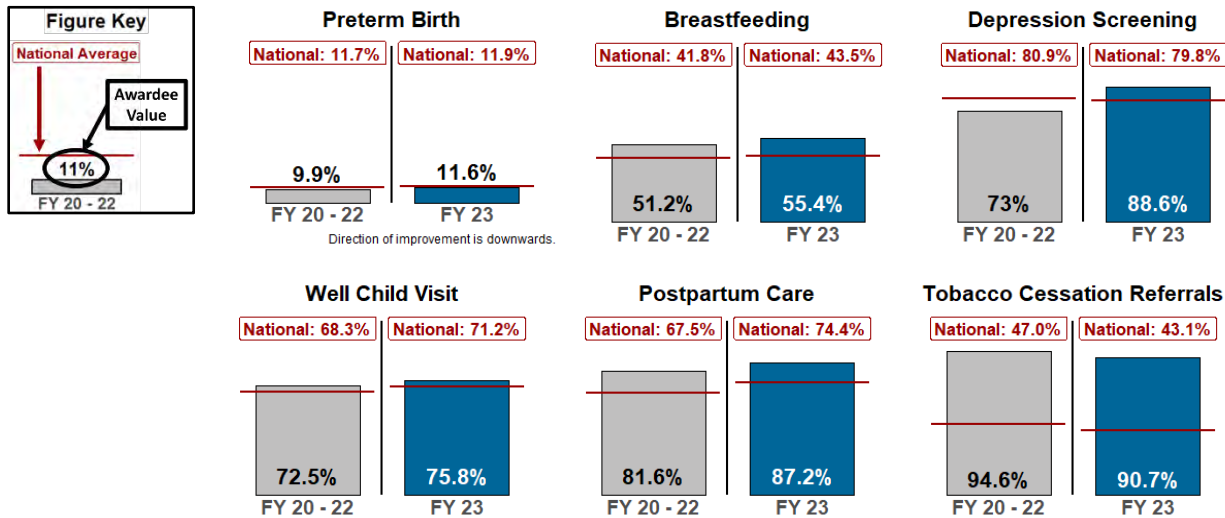 Figure Key
National Average
Awardee
Value
11%
FY 20 - 22
Preterm Birth
National: 11.7%
National: 11.9%
9.9%
11.6%
FY 20 - 22
FY 23
Direction of improvement is downwards.
Breastfeeding
National: 41.8%
National: 43.5%
51.2%
55.4%
FY 20 - 22
FY 23
Depression Screening
National: 80.9%
National: 79.8%
73%
88.6%
FY 20 - 22
FY 23
Well Child Visit
National: 68.3%
National: 71.2%
72.5%
75.8%
FY 20 - 22
FY 23
Postpartum Care
National: 67.5%
National: 74.4%
81.6%
87.2%
FY 20 - 22
FY 23
Tobacco Cessation Referrals
National: 47.0%
National: 43.1%
94.6%
90.7%
FY 20 - 22
FY 23